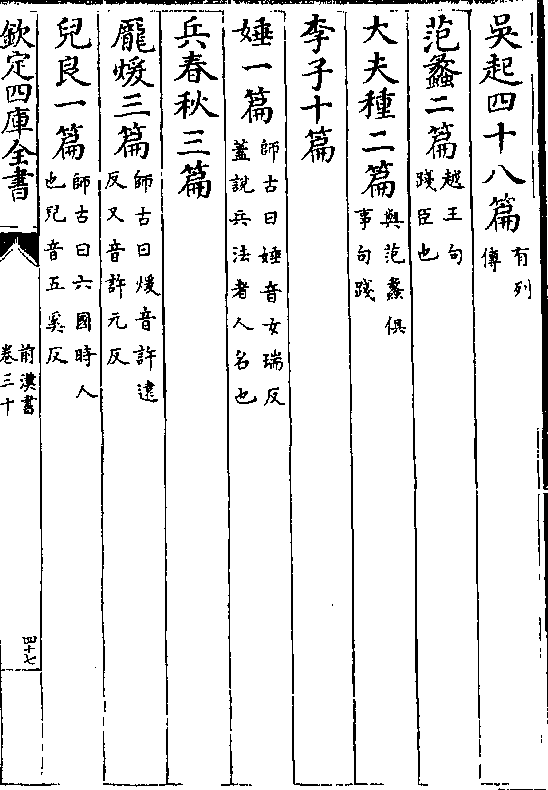 吳起四十八篇有列傳
范蠡二篇越王句踐臣也
大夫種二篇與范蠡俱事句踐
李子十篇
娷一篇師古曰娷音女瑞反蓋說兵法者人名也
兵春秋三篇
龐煖三篇師古曰煖音許遠反又音許元反
兒良一篇師古曰六國時人也兒音五奚反
欽定四庫全書
前漢書
卷三十
四十七